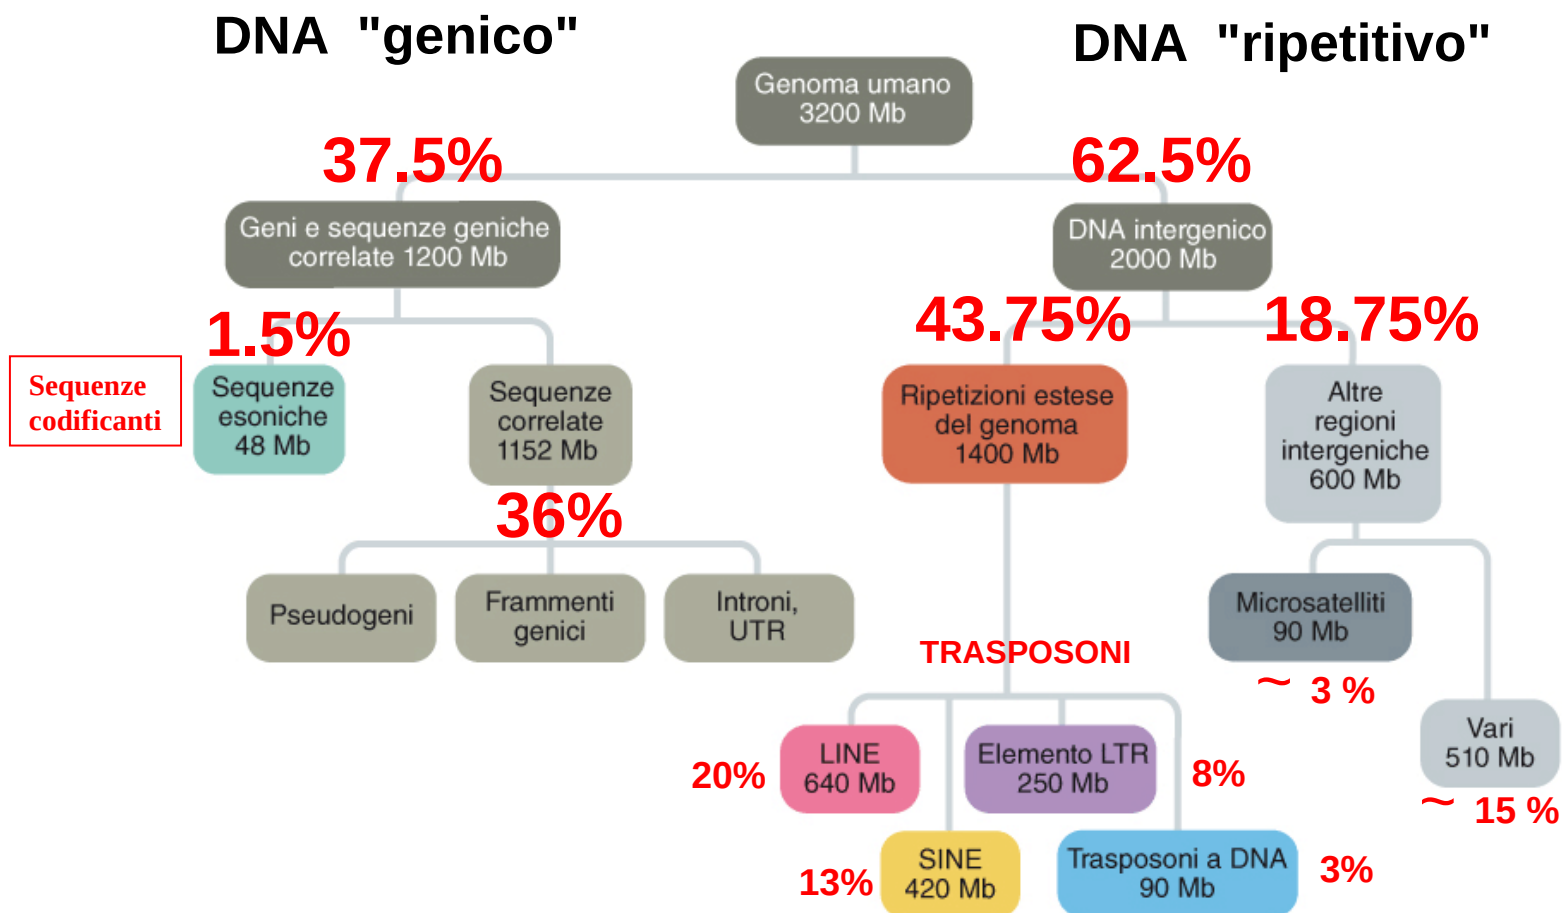 DNA "genico"
DNA "ripetitivo"
Genoma umano
3200 Mb
37.5%
62.5%
Geni e sequenze geniche
correlate 1200 Mb
DNA intergenico
2000 Mb
1.5%
43.75%
18.75%
Sequenze
codificanti
Sequenze
esoniche
48 Mb
Sequenze
correlate
1152 Mb
Ripetizioni estese
del genoma
1400 Mb
Altre
regioni
intergeniche
600 Mb
36%
Pseudogeni
Frammenti
genici
Introni,
UTR
Microsatelliti
90 Mb
TRASPOSONI
~ 3 %
LINE
640 Mb
20%
Elemento LTR
250 Mb
8%
Vari
510 Mb
~ 15 %
SINE
420 Mb
13%
Trasposoni a DNA
90 Mb
3%